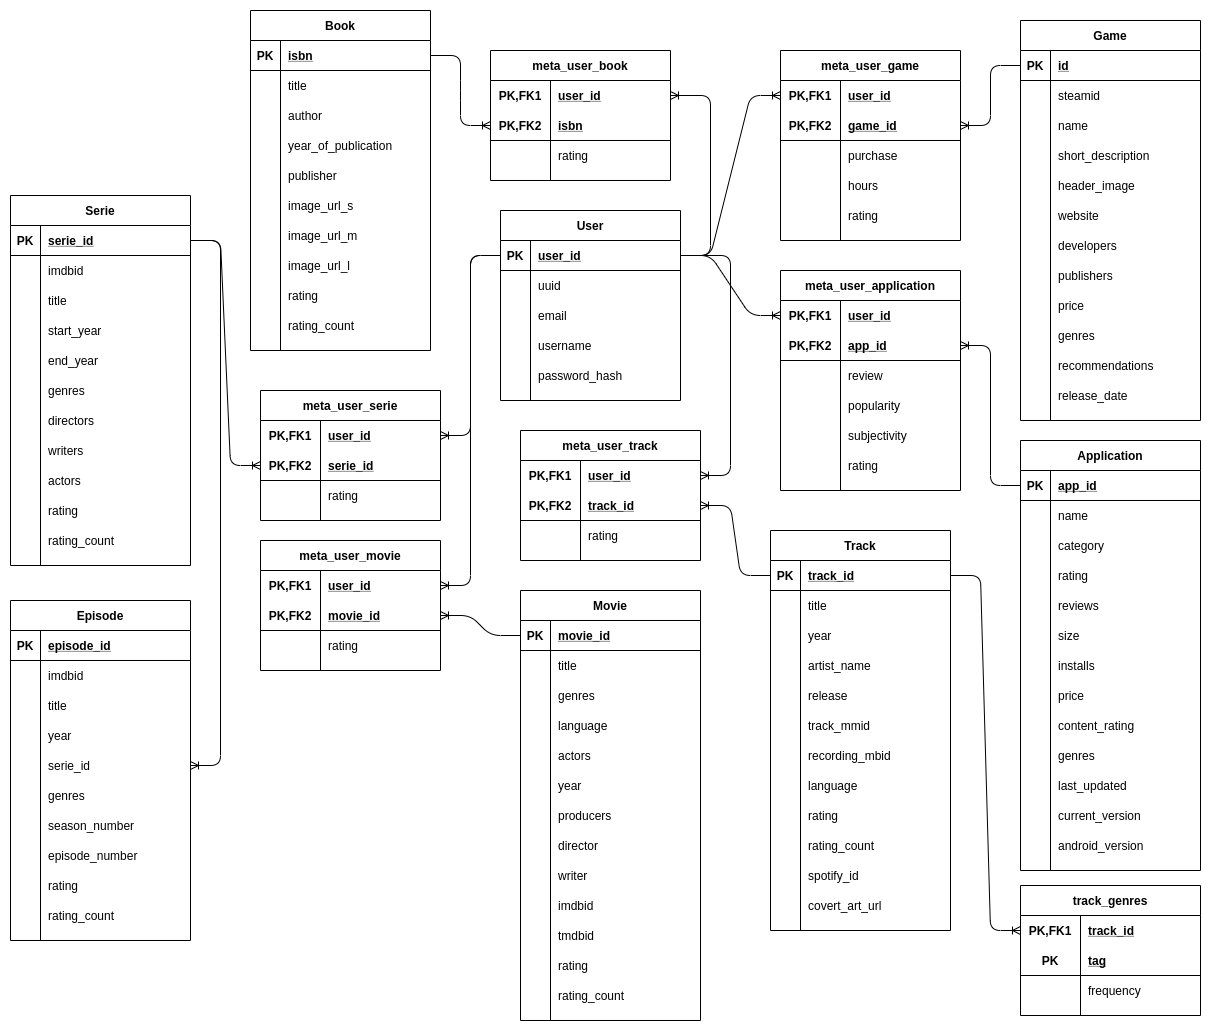 Book
PK isbn
title
author
year_of_publication
publisher
image_url_s
image_url_m
image_url_l
rating
rating_count
meta_user_book
PK,FK1 user_id
PK,FK2 isbn
rating
meta_user_game
PK,FK1 user_id
PK,FK2 game_id
purchase
hours
rating
Game
PK id
steamid
name
short_description
header_image
website
developers
publishers
price
genres
recommendations
release_date
Serie
PK serie_id
imdbid
title
start_year
end_year
genres
directors
writers
actors
rating
rating_count
User
PK user_id
uuid
email
username
password_hash
meta_user_application
PK,FK1 user_id
PK,FK2 app_id
review
popularity
subjectivity
rating
meta_user_serie
PK,FK1 user_id
PK,FK2 serie_id
rating
meta_user_track
PK,FK1 user_id
PK,FK2 track_id
rating
Application
PK app_id
name
category
rating
reviews
size
installs
price
content_rating
genres
last_updated
current_version
android_version
meta_user_movie
PK,FK1 user_id
PK,FK2 movie_id
rating
Track
PK track_id
title
year
artist_name
release
track_mmid
recording_mbid
language
rating
rating_count
spotify_id
covert_art_url
Episode
PK episode_id
imdbid
title
year
serie_id
genres
season_number
episode_number
rating
rating_count
Movie
PK movie_id
title
genres
language
actors
year
producers
director
writer
imdbid
tmdbid
rating
rating_count
track_genres
PK,FK1 track_id
PK tag
frequency